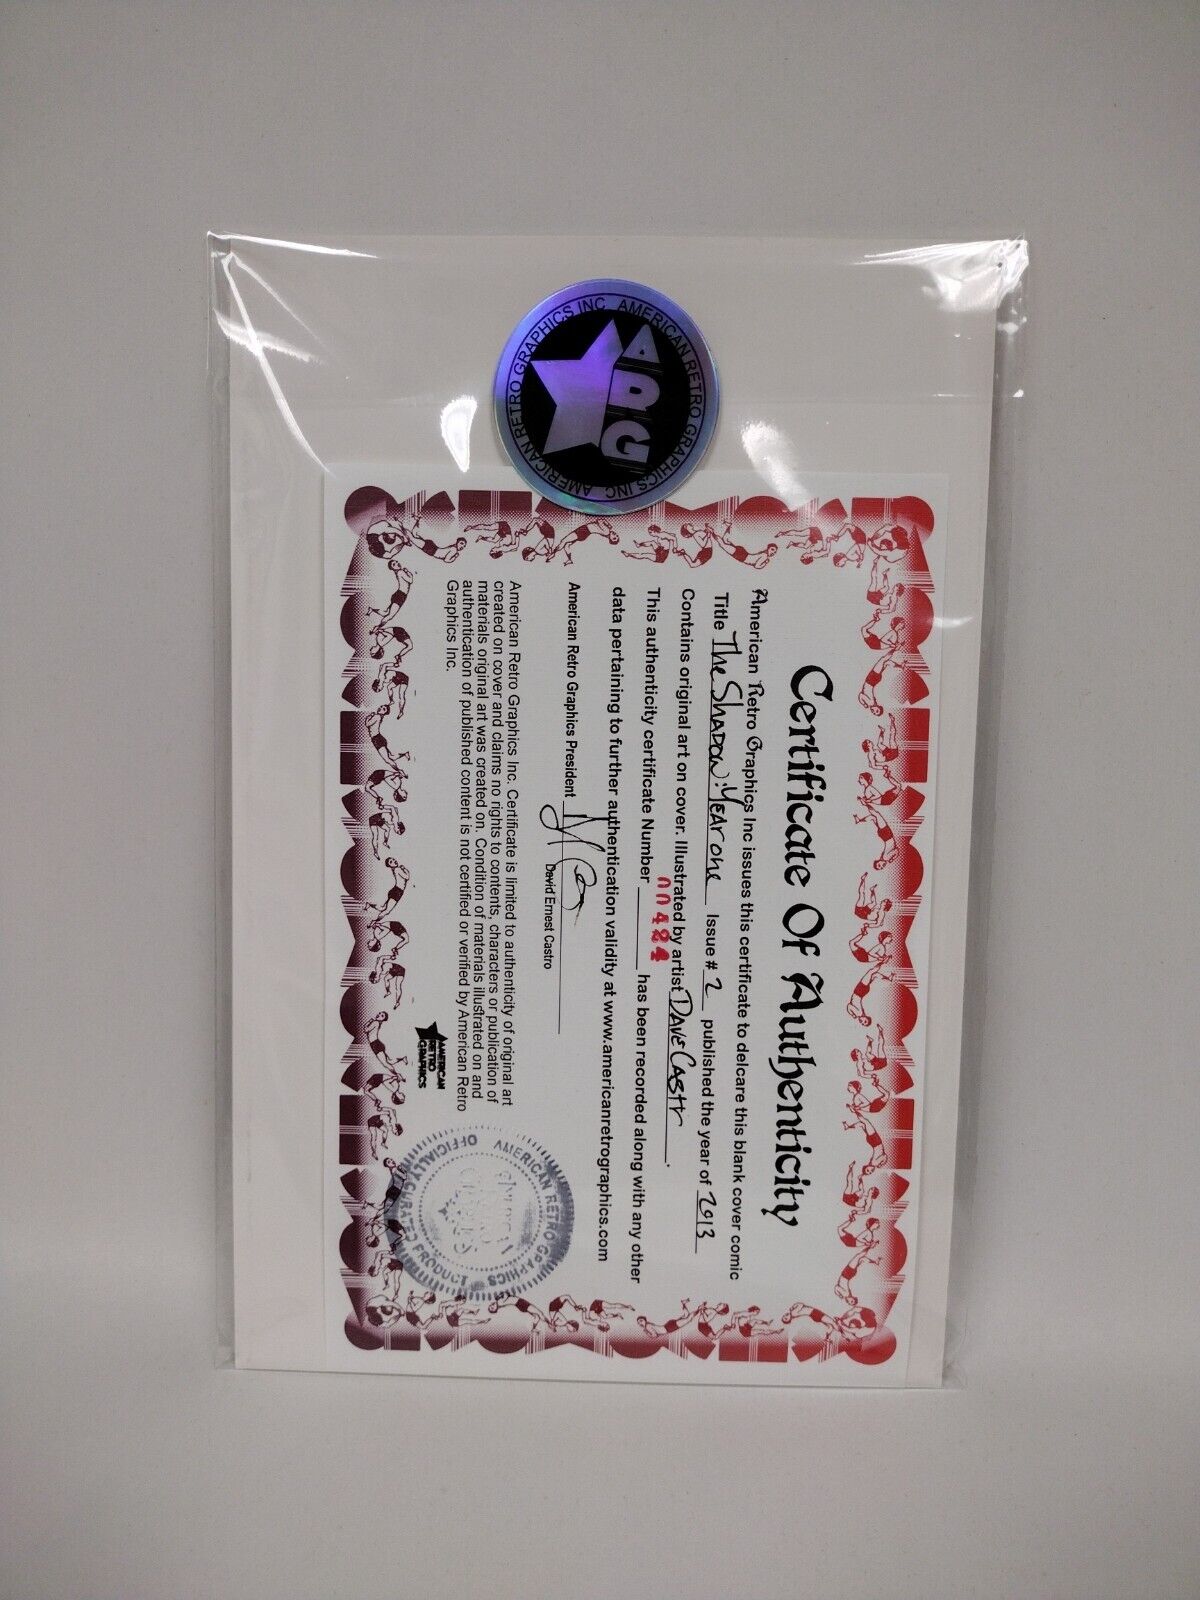 AMERICAN RETRO GRAPHICS INC AMERICAN RETRO GRAPHICS INC
ARG
Certificate Of Authenticity
American Retro Graphics Inc issues this certificate to delcare this blank cover comic
Title The Shadow: Year one Issue # 2 published the year of 2013
Contains original art on cover. Illustrated by artist Dave Castr.
This authenticity certificate Number 00484 has been recorded along with any other
data pertaining to further authentication validity at www.americanretrographics.com
American Retro Graphics President
David Ernest Castro
American Retro Graphics Inc. Certificate is limited to authenticity of original art
created on cover and claims no rights to contents, characters or publication of
materials original art was created on. Condition of materials illustrated on and
authentication of published content is not certified or verified by American Retro
Graphics Inc.
AMERICAN
RETRO
GRAPHICS
AMERICAN RETRO GRAPHICS
OFFICIALLY CURATED PRODUCT